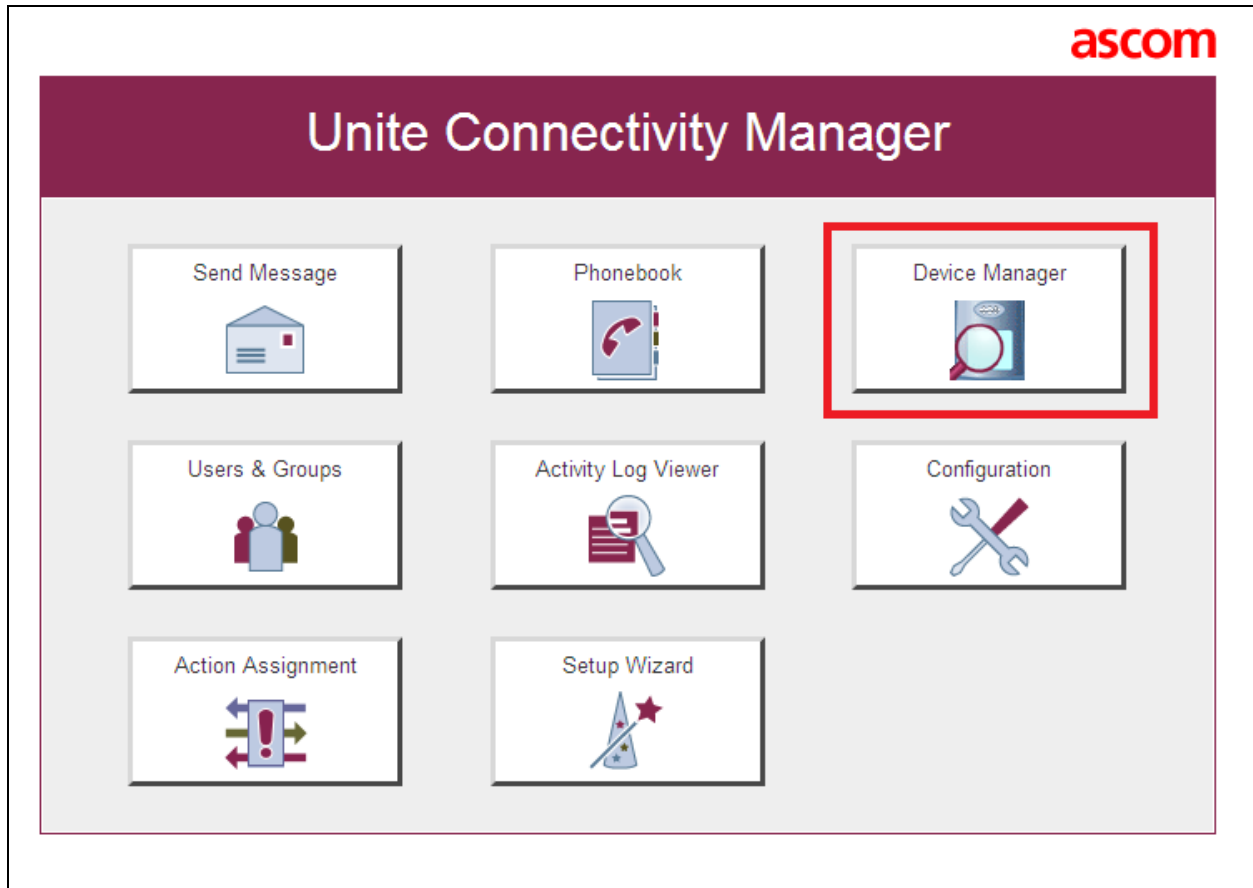 ascom
Unite Connectivity Manager
Send Message
Phonebook
Device Manager
Users & Groups
Activity Log Viewer
Configuration
Action Assignment
Setup Wizard